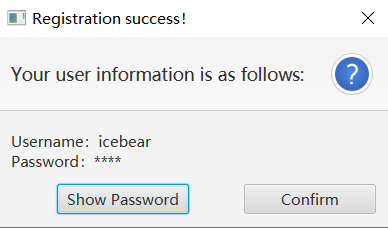 Registration success!
Your user information is as follows:
?
Username：icebear
Password：****
Show Password
Confirm